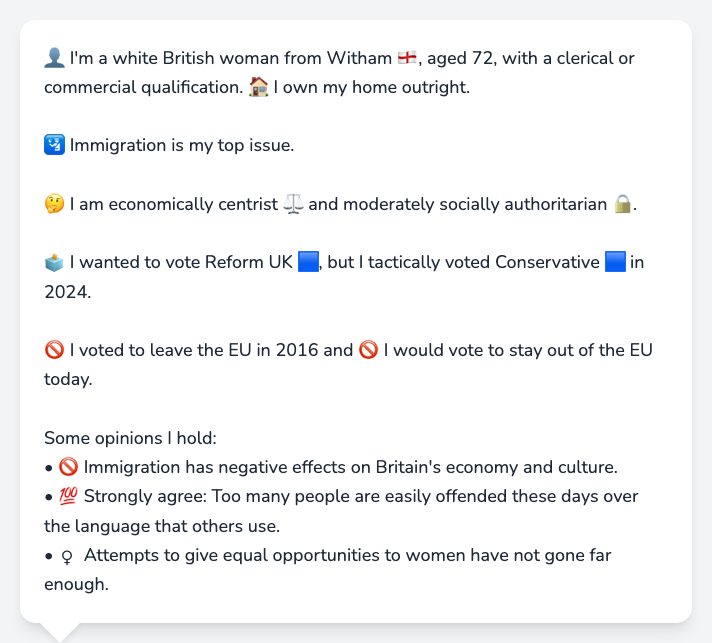 👤 I'm a white British woman from Witham 🏴󠁧󠁢󠁥󠁮󠁧󠁿, aged 72, with a clerical or
commercial qualification. 🏠 I own my home outright.
🛂 Immigration is my top issue.
🤔 I am economically centrist ⚖️ and moderately socially authoritarian 🔒.
🗳️ I wanted to vote Reform UK 🟦, but I tactically voted Conservative 🟦 in
2024.
🚫 I voted to leave the EU in 2016 and 🚫 I would vote to stay out of the EU
today.
Some opinions I hold:
• 🚫 Immigration has negative effects on Britain's economy and culture.
• 💯 Strongly agree: Too many people are easily offended these days over
the language that others use.
• ♀ Attempts to give equal opportunities to women have not gone far
enough.